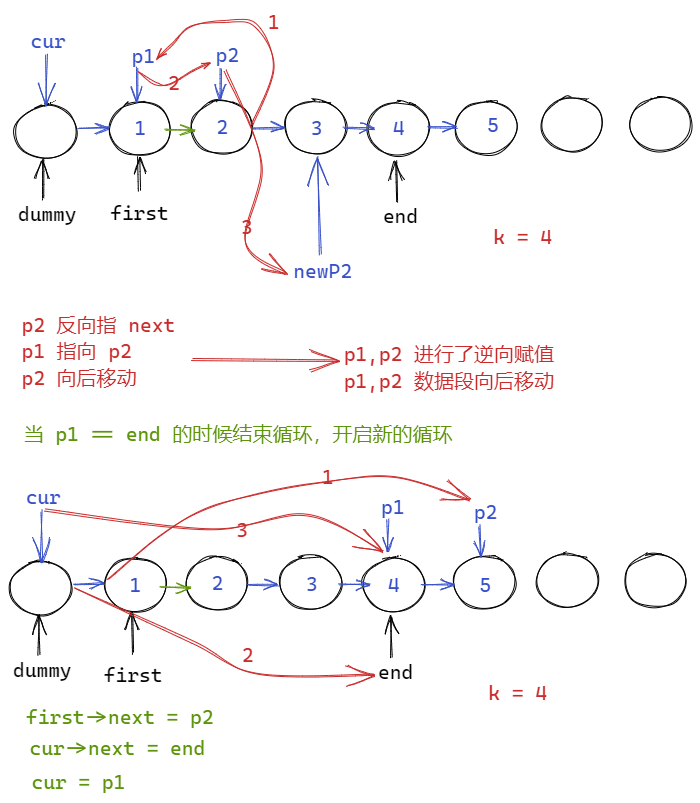 cur
p1
1
2
p2
1
2
3
4
5
dummy
first
3
end
k = 4
newP2
p2 反向指 next
p1 指向 p2
p2 向后移动
p1,p2 进行了逆向赋值
p1,p2 数据段向后移动
当 p1 == end 的时候结束循环，开启新的循环
cur
1
3
p1
p2
1
2
3
4
5
dummy
first
2
end
k = 4
first->next = p2
cur->next = end
cur = p1